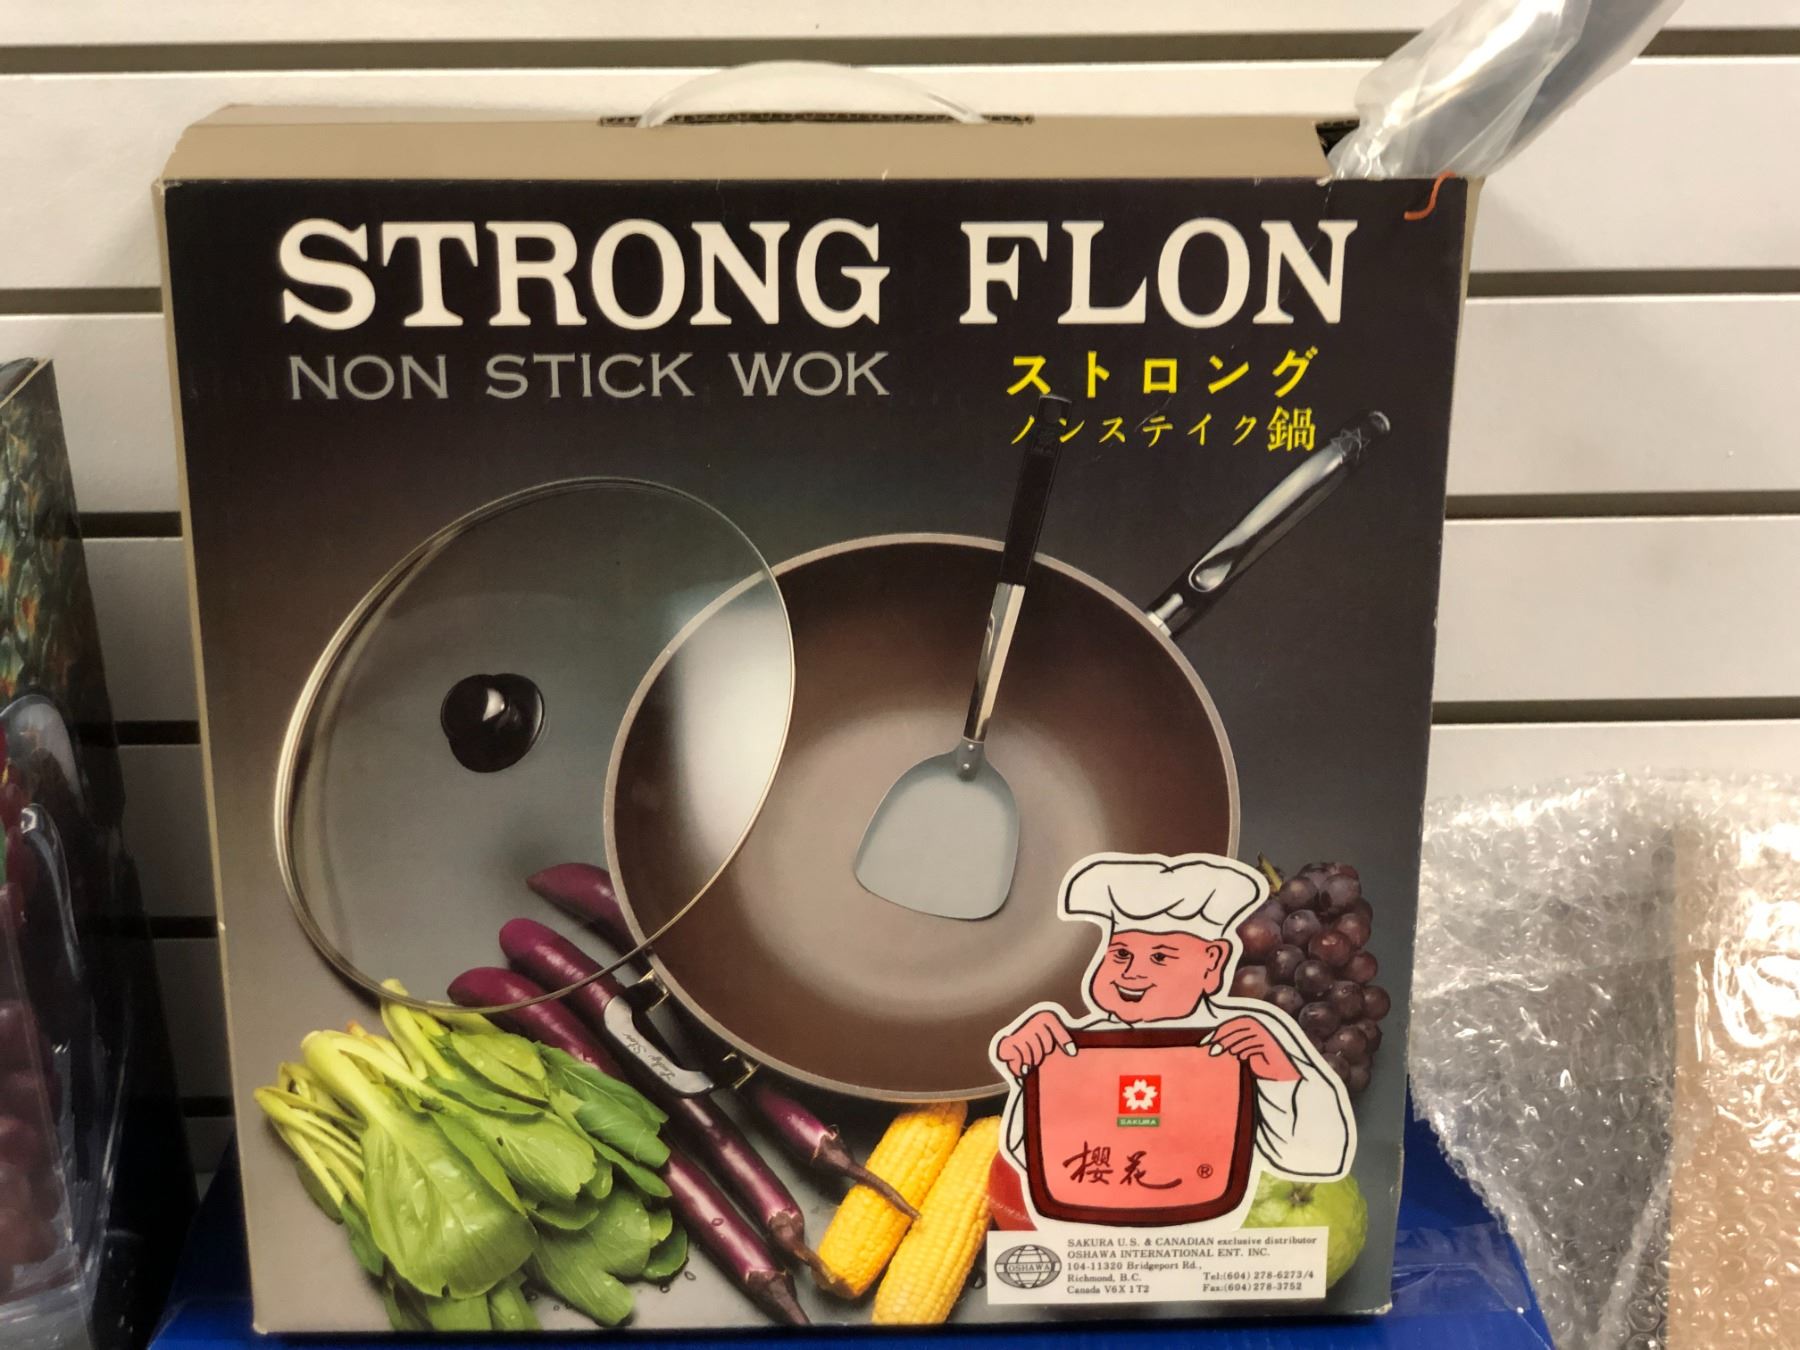 STRONG FLON
NON STICK WOK
ストロング
ノンステイク鍋
SAKURA
櫻花 ®
OSHAWA
SAKURA U.S. & CANADIAN exclusive distributor
OSHAWA INTERNATIONAL ENT. INC.
104-11320 Bridgeport Rd.,
Richmond, B.C. Tel:(604) 278-6273/4
Canada V6X 1T2 Fax:(604) 278-3752